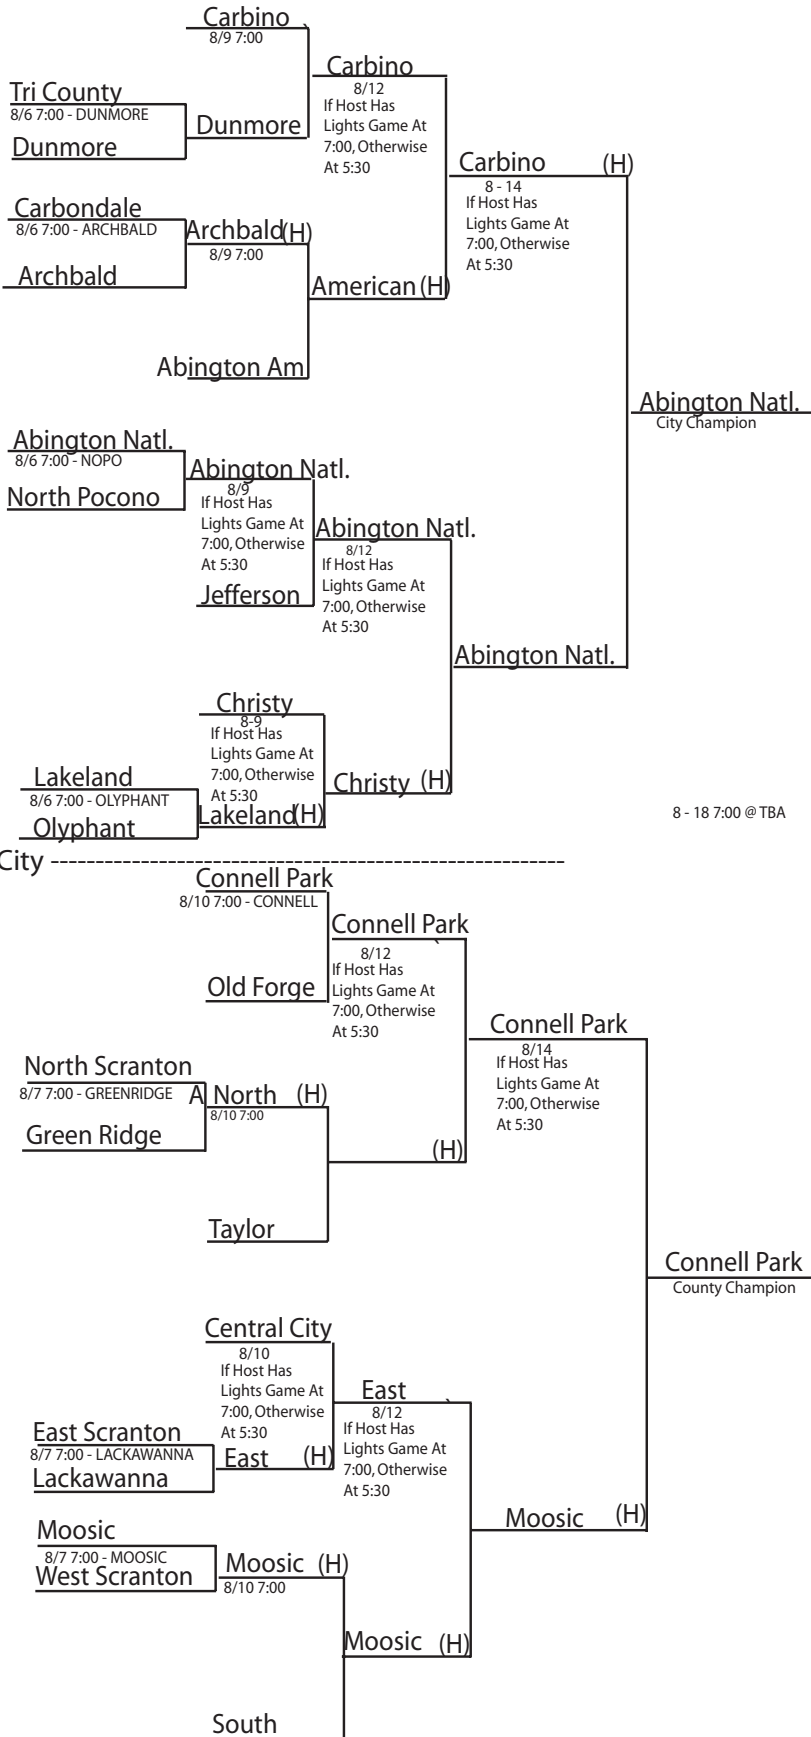 Carbino
8/9 7:00
Carbino
8/12
If Host Has
Lights Game At
7:00, Otherwise
At 5:30
Tri County
8/6 7:00 - DUNMORE
Dunmore
Dunmore
Carbino (H)
8 - 14
If Host Has
Lights Game At
7:00, Otherwise
At 5:30
Carbondale
8/6 7:00 - ARCHBALD
Archbald
Archbald (H)
8/9 7:00
American (H)
Abington Am
Abington Natl.
City Champion
Abington Natl.
8/6 7:00 - NOPO
North Pocono
Abington Natl.
8/9
If Host Has
Lights Game At
7:00, Otherwise
At 5:30
Jefferson
Abington Natl.
8/12
If Host Has
Lights Game At
7:00, Otherwise
At 5:30
Abington Natl.
Christy
8-9
If Host Has
Lights Game At
7:00, Otherwise
At 5:30
Christy (H)
Lakeland
8/6 7:00 - OLYPHANT
Olyphant
Lakeland (H)
8 - 18 7:00 @ TBA
City ---------------------------------------------------------
Connell Park
8/10 7:00 - CONNELL
Old Forge
Connell Park
8/12
If Host Has
Lights Game At
7:00, Otherwise
At 5:30
Connell Park
8/14
If Host Has
Lights Game At
7:00, Otherwise
At 5:30
North Scranton
8/7 7:00 - GREENRIDGE A
Green Ridge
North (H)
8/10 7:00
(H)
Taylor
Connell Park
County Champion
Central City
8/10
If Host Has
Lights Game At
7:00, Otherwise
At 5:30
East
8/12
If Host Has
Lights Game At
7:00, Otherwise
At 5:30
East Scranton
8/7 7:00 - LACKAWANNA
Lackawanna
East (H)
Moosic (H)
Moosic
8/7 7:00 - MOOSIC
West Scranton
Moosic (H)
8/10 7:00
Moosic (H)
South